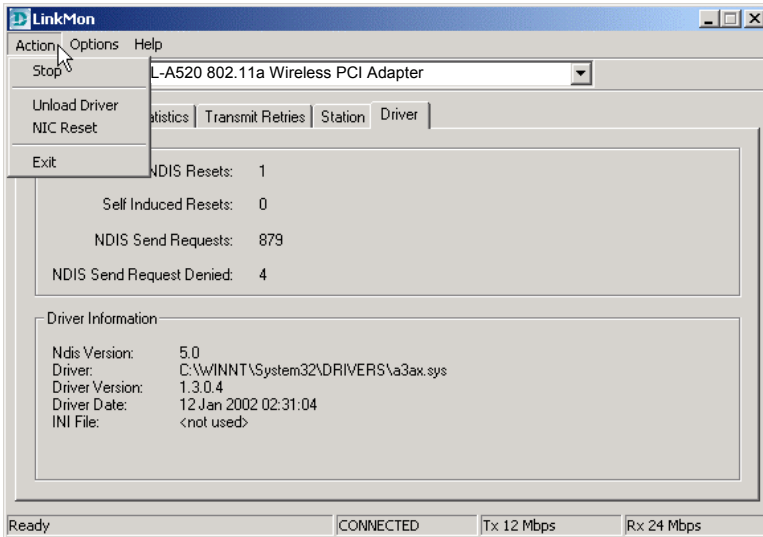 LinkMon
Action Options Help
Stop
L-A520 802.11a Wireless PCI Adapter
Unload Driver
NIC Reset
Exit
Transmit Retries Station Driver
NDIS Resets: 1
Self Induced Resets: 0
NDIS Send Requests: 879
NDIS Send Request Denied: 4
Driver Information
Ndis Version: 5.0
Driver: C:\WINNT\System32\DRIVERS\a3ax.sys
Driver Version: 1.3.0.4
Driver Date: 12 Jan 2002 02:31:04
INI File: <not used>
Ready CONNECTED Tx 12 Mbps Rx 24 Mbps